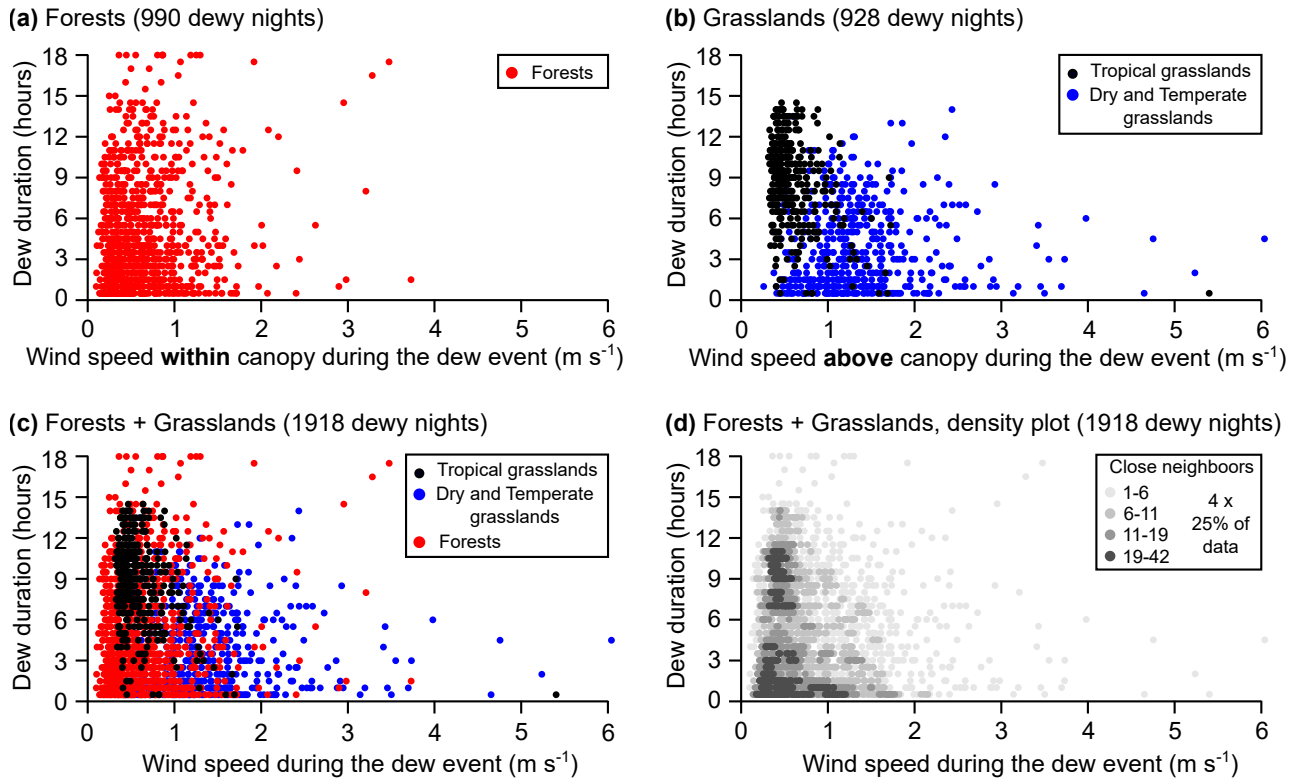 (a) Forests (990 dewy nights)
18
15
12
9
6
3
0
Dew duration (hours)
Forests
0 1 2 3 4 5 6
Wind speed within canopy during the dew event (m s-1)
(b) Grasslands (928 dewy nights)
18
15
12
9
6
3
0
Dew duration (hours)
Tropical grasslands
Dry and Temperate
grasslands
0 1 2 3 4 5 6
Wind speed above canopy during the dew event (m s-1)
(c) Forests + Grasslands (1918 dewy nights)
18
15
12
9
6
3
0
Dew duration (hours)
Tropical grasslands
Dry and Temperate
grasslands
Forests
0 1 2 3 4 5 6
Wind speed during the dew event (m s-1)
(d) Forests + Grasslands, density plot (1918 dewy nights)
18
15
12
9
6
3
0
Dew duration (hours)
Close neighboors
1-6
6-11
11-19
19-42
4 x
25% of
data
0 1 2 3 4 5 6
Wind speed during the dew event (m s-1)